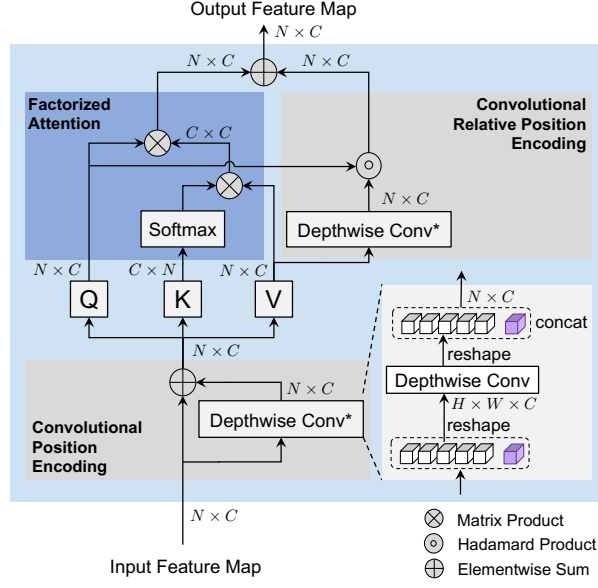 Output Feature Map
N × C
N × C
N × C
Factorized
Attention
C × C
Convolutional
Relative Position
Encoding
N × C
Softmax
Depthwise Conv*
N × C
C × N
N × C
Q
K
V
N × C
N × C
concat
reshape
Depthwise Conv
H × W × C
reshape
N × C
Depthwise Conv*
Convolutional
Position
Encoding
N × C
Input Feature Map
Matrix Product
Hadamard Product
Elementwise Sum